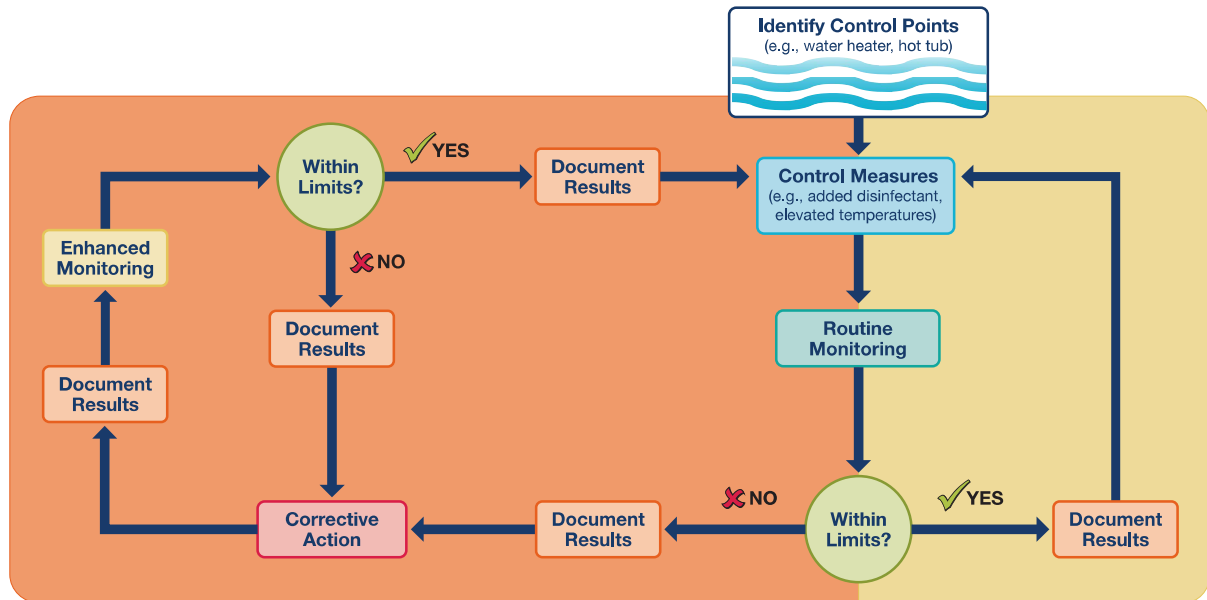 Identify Control Points
(e.g., water heater, hot tub)
Within
Limits?
YES
Document
Results
Control Measures
(e.g., added disinfectant,
elevated temperatures)
Enhanced
Monitoring
NO
Document
Results
Routine
Monitoring
Document
Results
Corrective
Action
Document
Results
NO
Within
Limits?
YES
Document
Results